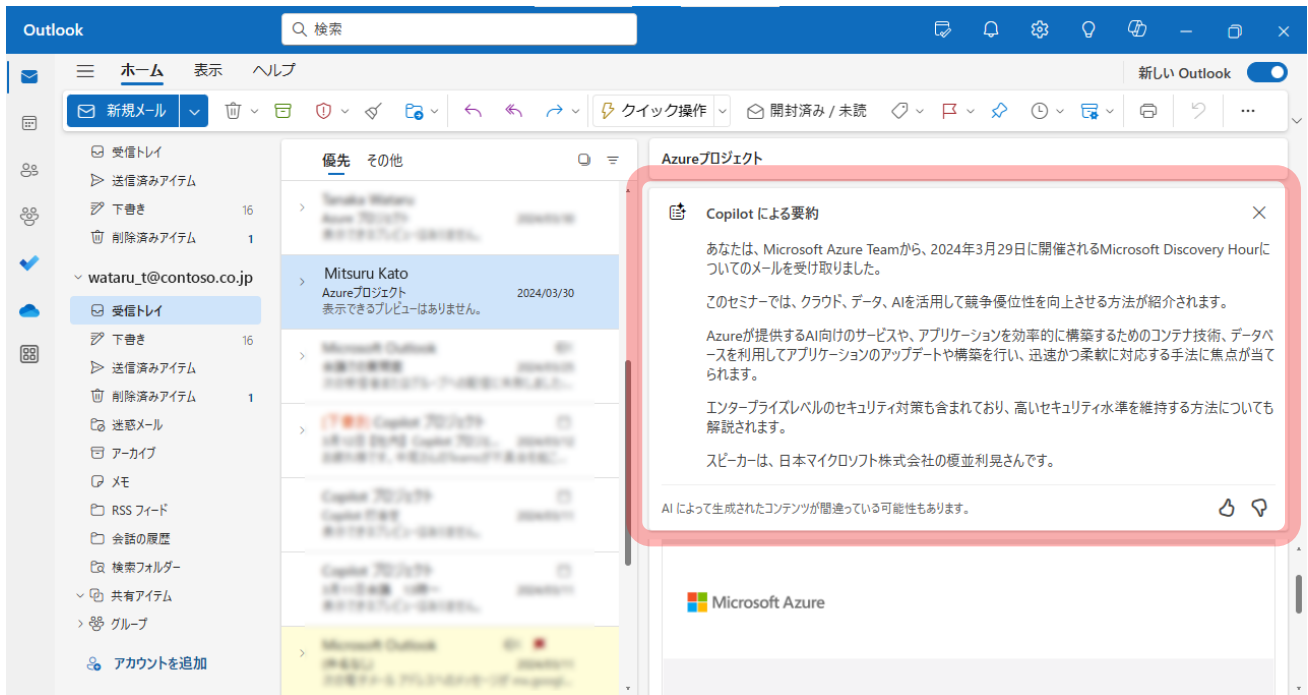 Outlook
検索
ホーム 表示 ヘルプ
新しい Outlook
新規メール
クイック操作
開封済み / 未読
受信トレイ
送信済みアイテム
下書き 16
削除済みアイテム 1
wataru_t@contoso.co.jp
受信トレイ
下書き 16
送信済みアイテム
削除済みアイテム 1
迷惑メール
アーカイブ
メモ
RSS フィード
会話の履歴
検索フォルダー
共有アイテム
グループ
アカウントを追加
優先 その他
Mitsuru Kato
Azureプロジェクト 2024/03/30
表示できるプレビューはありません。
Azureプロジェクト
Copilot による要約
あなたは、Microsoft Azure Teamから、2024年3月29日に開催されるMicrosoft Discovery Hourに
ついてのメールを受け取りました。
このセミナーでは、クラウド、データ、AIを活用して競争優位性を向上させる方法が紹介されます。
Azureが提供するAI向けのサービスや、アプリケーションを効率的に構築するためのコンテナ技術、データベ
ースを利用してアプリケーションのアップデートや構築を行い、迅速かつ柔軟に対応する手法に焦点が当て
られます。
エンタープライズレベルのセキュリティ対策も含まれており、高いセキュリティ水準を維持する方法についても
解説されます。
スピーカーは、日本マイクロソフト株式会社の榎並利晃さんです。
AI によって生成されたコンテンツが間違っている可能性もあります。
Microsoft Azure